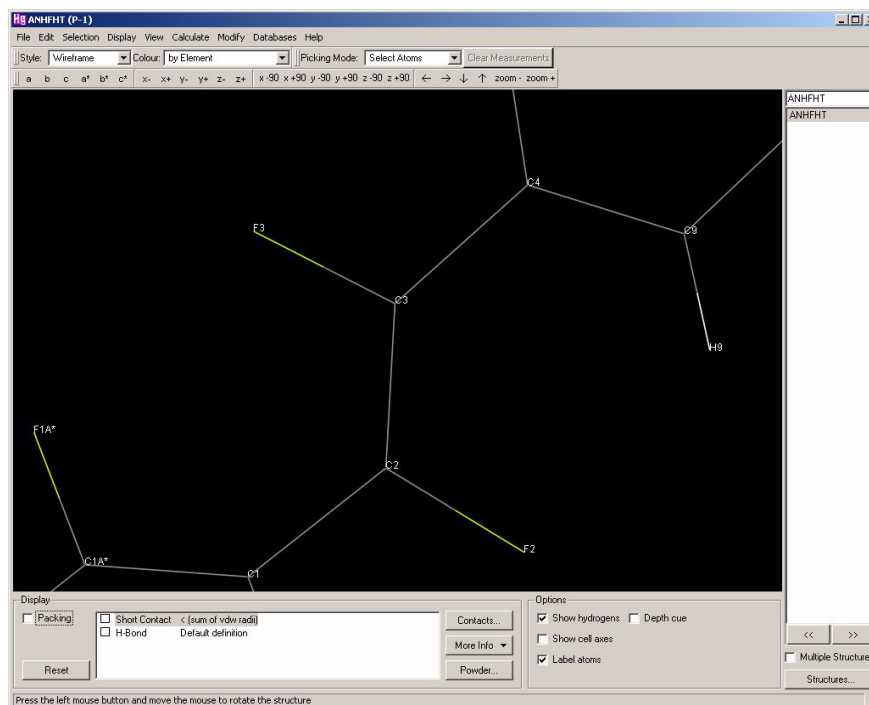 Hg ANHFHT (P-1)
File Edit Selection Display View Calculate Modify Databases Help
Style: Wireframe Colour: by Element Picking Mode: Select Atoms Clear Measurements
a b c a* b* c* x- x+ y- y+ z- z+ x -90 x +90 y -90 y +90 z -90 z +90 ← → ↓ ↑ zoom - zoom +
ANHFHT
ANHFHT
C4
F3
C9
C3
H9
F1A*
C2
F2
C1A*
C1
Display
Packing
Short Contact < (sum of vdw radii)
H-Bond Default definition
Reset
Contacts...
More Info
Powder...
Options
Show hydrogens Depth cue
Show cell axes
Label atoms
<< >>
Multiple Structure
Structures...
Press the left mouse button and move the mouse to rotate the structure